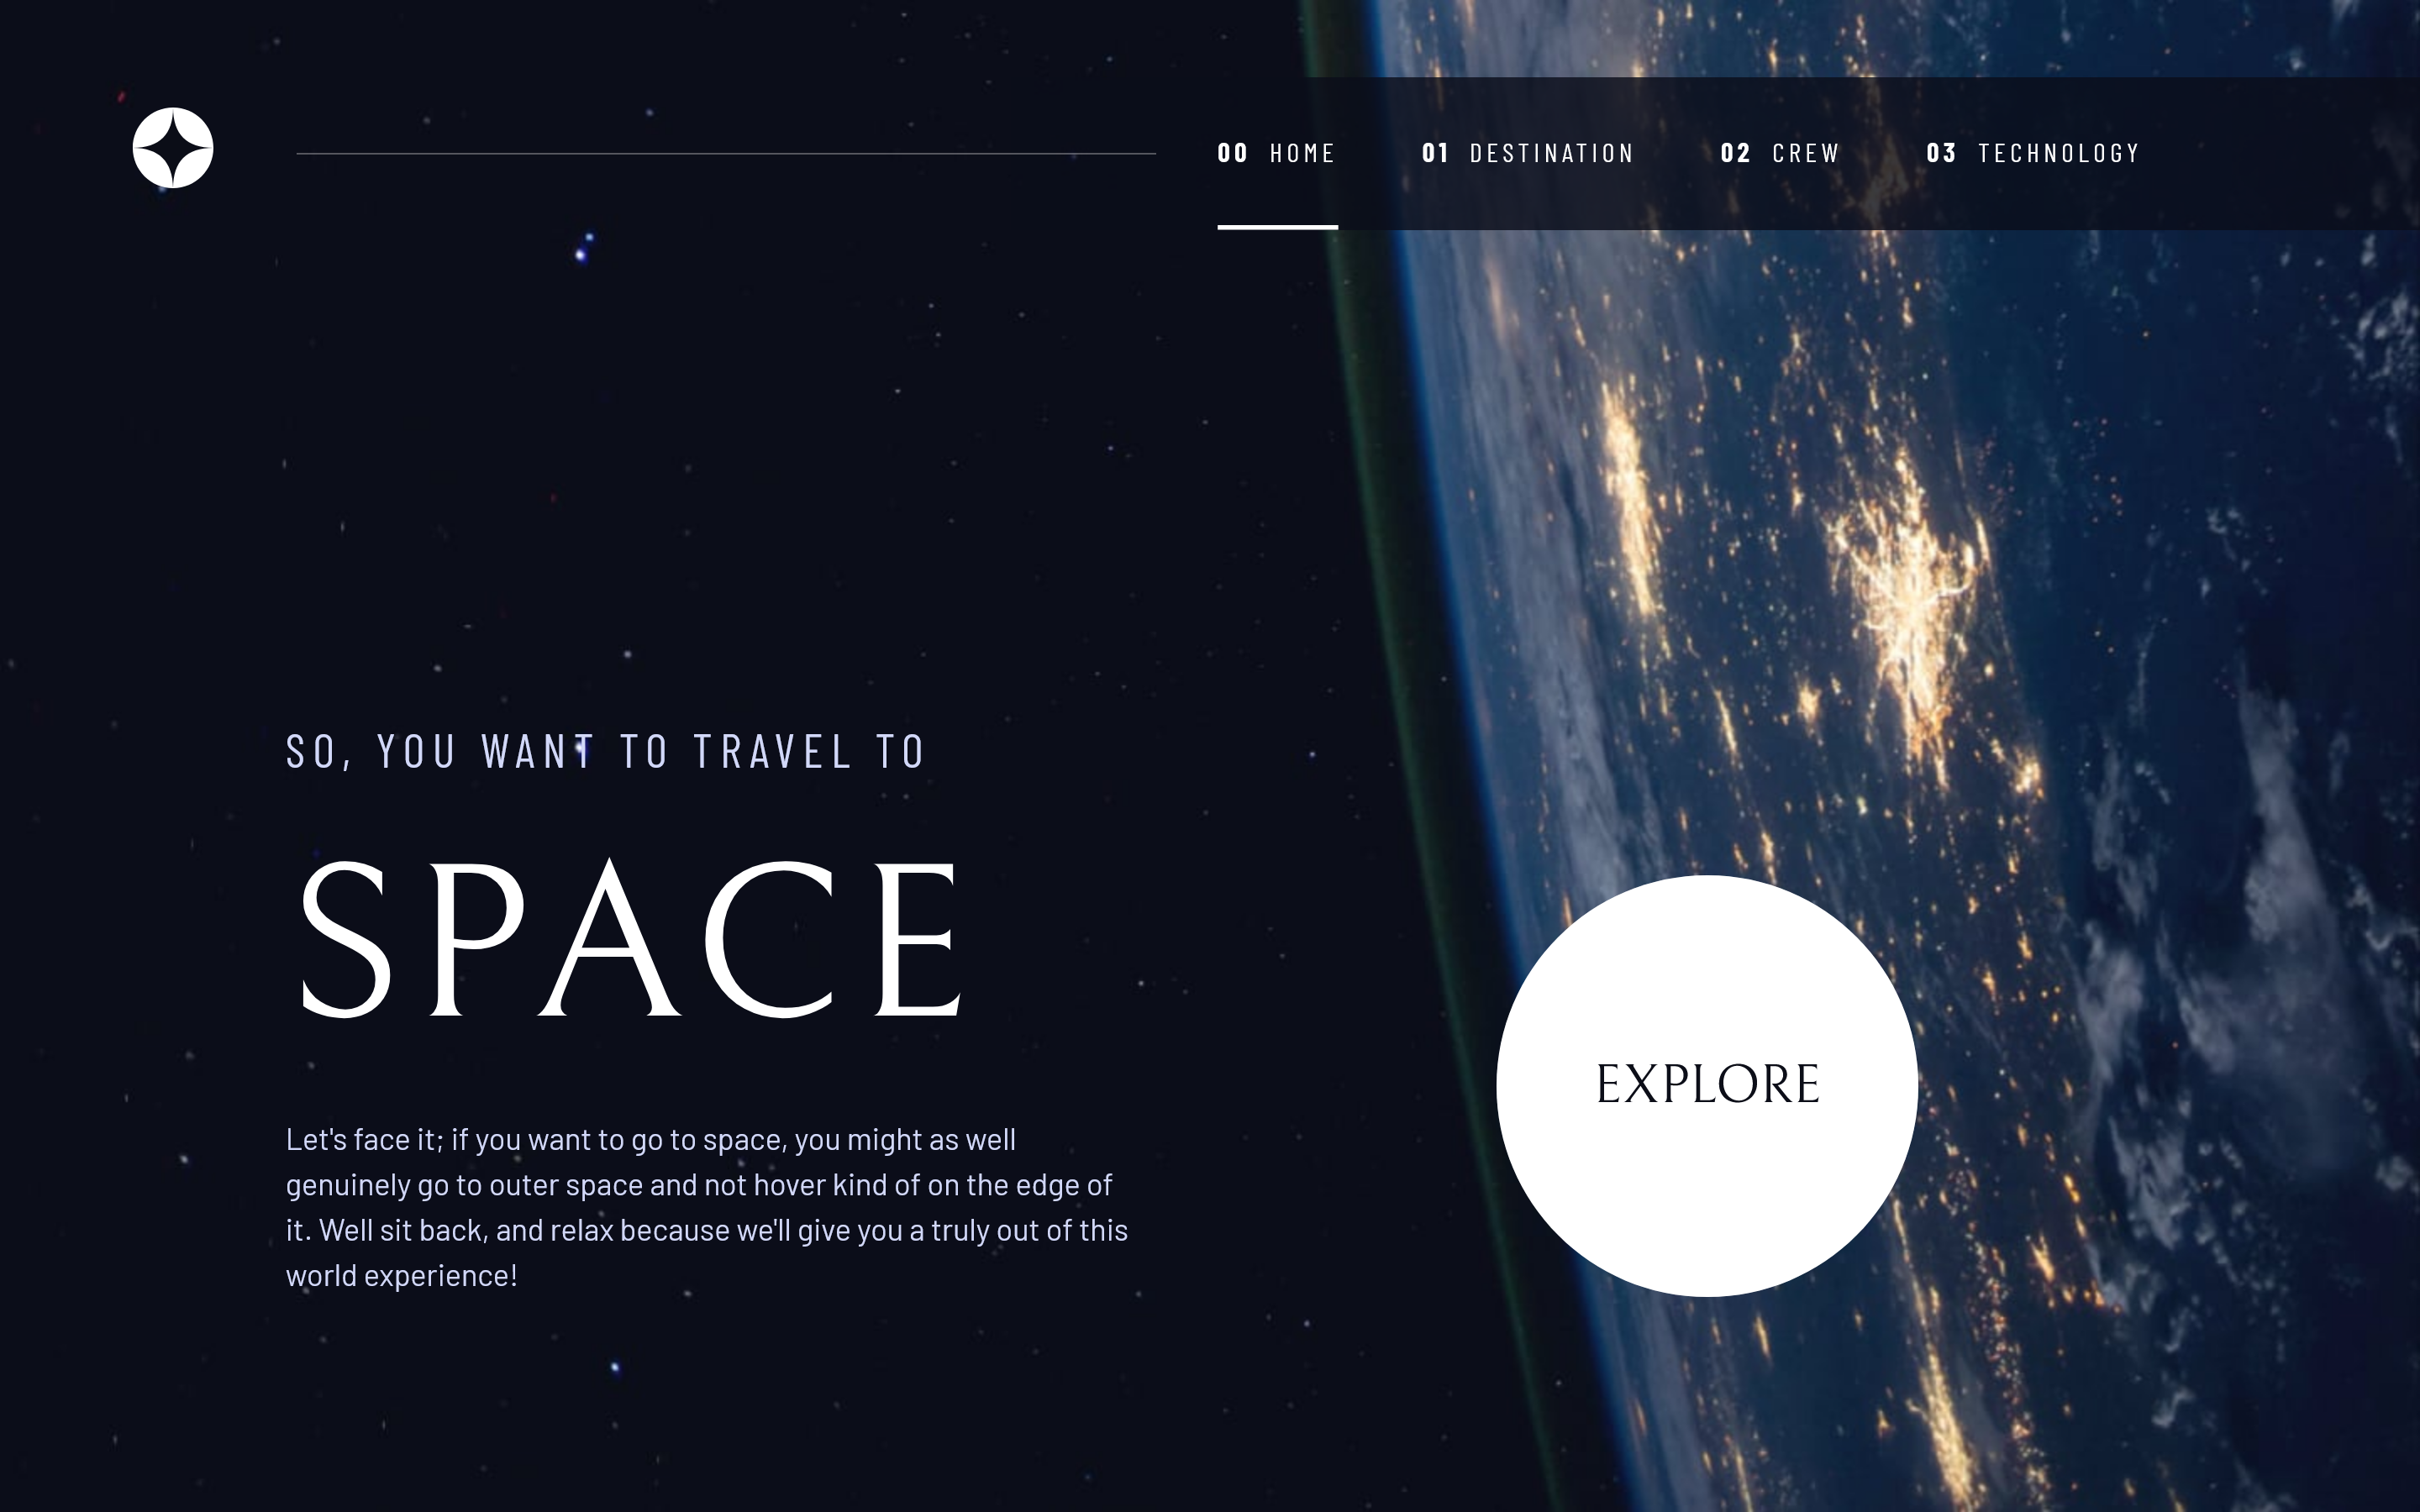 00 HOME 01 DESTINATION 02 CREW 03 TECHNOLOGY
SO, YOU WANT TO TRAVEL TO
SPACE
Let's face it; if you want to go to space, you might as well
genuinely go to outer space and not hover kind of on the edge of
it. Well sit back, and relax because we'll give you a truly out of this
world experience!
EXPLORE